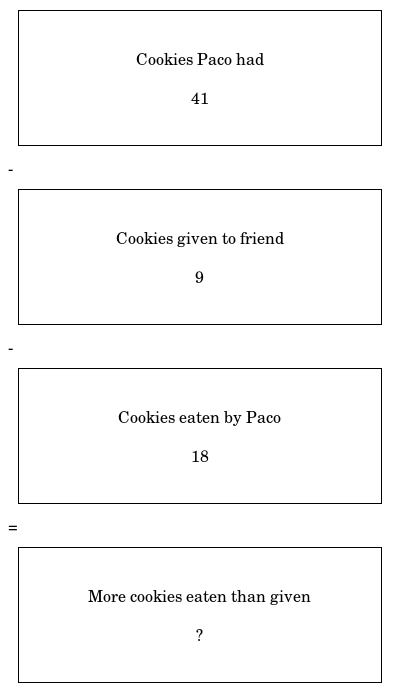 Cookies Paco had
41
-
Cookies given to friend
9
-
Cookies eaten by Paco
18
=
More cookies eaten than given
?